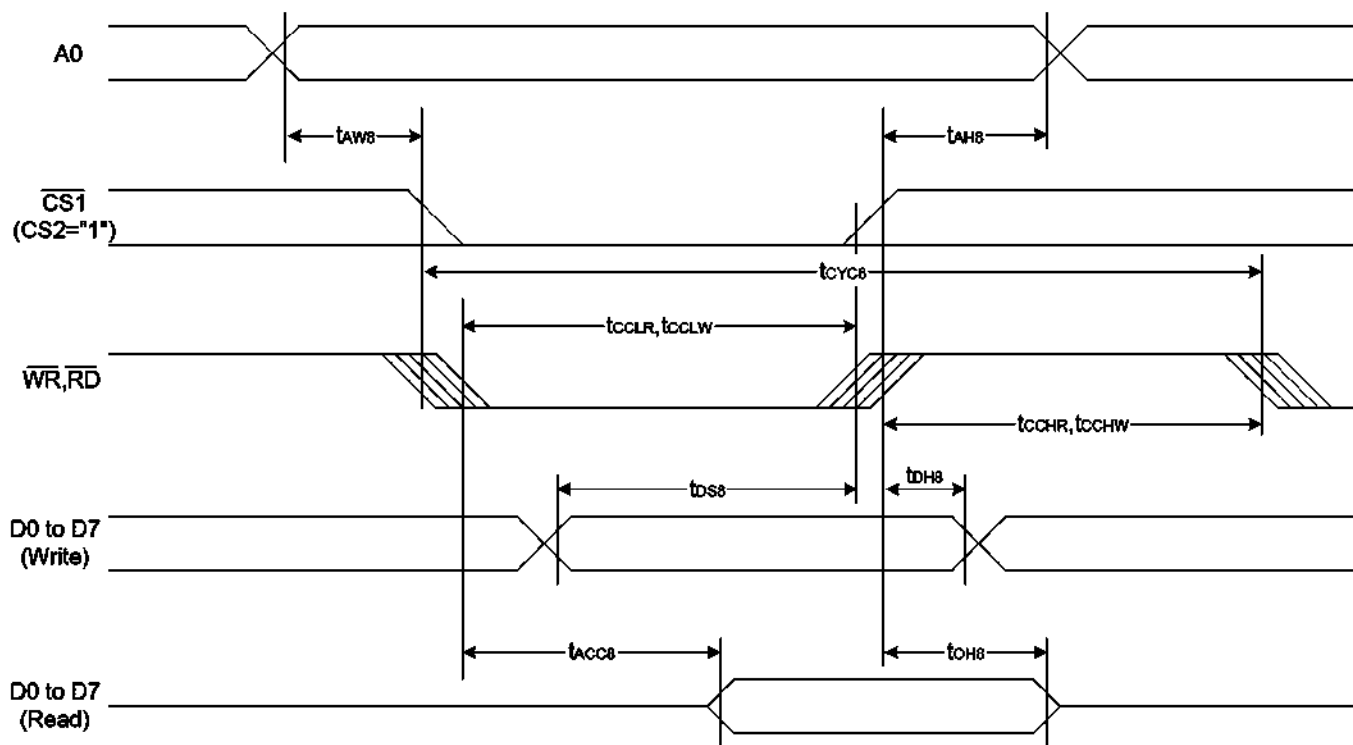 A0
tAW8
tAH8
CS1
(CS2="1")
tCYC8
tCCLR,tCCLW
WR,RD
tCCHR,tCCHW
tDS8
tDH8
D0 to D7
(Write)
tACC8
tOH8
D0 to D7
(Read)